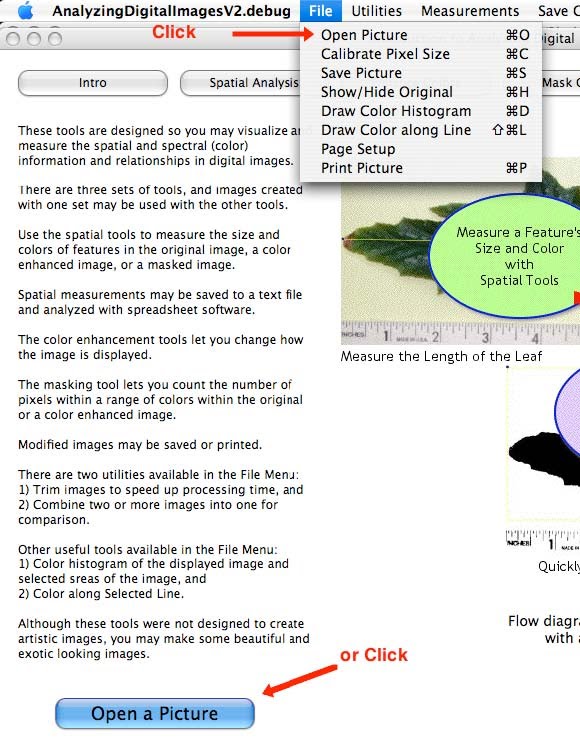 AnalyzingDigitalImagesV2.debug File Utilities Measurements Save C
Click
Open Picture ⌘O
Calibrate Pixel Size ⌘C
Save Picture ⌘S
Show/Hide Original ⌘H
Draw Color Histogram ⌘D
Draw Color along Line ⇧⌘L
Page Setup
Print Picture ⌘P
Digital
Intro Spatial Analysis Mask C
These tools are designed so you may visualize
measure the spatial and spectral (color)
information and relationships in digital images.
There are three sets of tools, and images created
with one set may be used with the other tools.
Use the spatial tools to measure the size and
colors of features in the original image, a color
enhanced image, or a masked image.
Spatial measurements may be saved to a text file
and analyzed with spreadsheet software.
The color enhancement tools let you change how
the image is displayed.
The masking tool lets you count the number of
pixels within a range of colors within the original
or a color enhanced image.
Modified images may be saved or printed.
There are two utilities available in the File Menu:
1) Trim images to speed up processing time, and
2) Combine two or more images into one for
comparison.
Other useful tools available in the File Menu:
1) Color histogram of the displayed image and
selected sreas of the image, and
2) Color along Selected Line.
Although these tools were not designed to create
artistic images, you may make some beautiful and
exotic looking images.
or Click
Open a Picture
Measure a Feature's
Size and Color
with
Spatial Tools
INCHES 1 MADE IN U.S.A. 2 3 4
Measure the Length of the Leaf
INCHES 1 MADE IN
Quickly
Flow diagra
with a